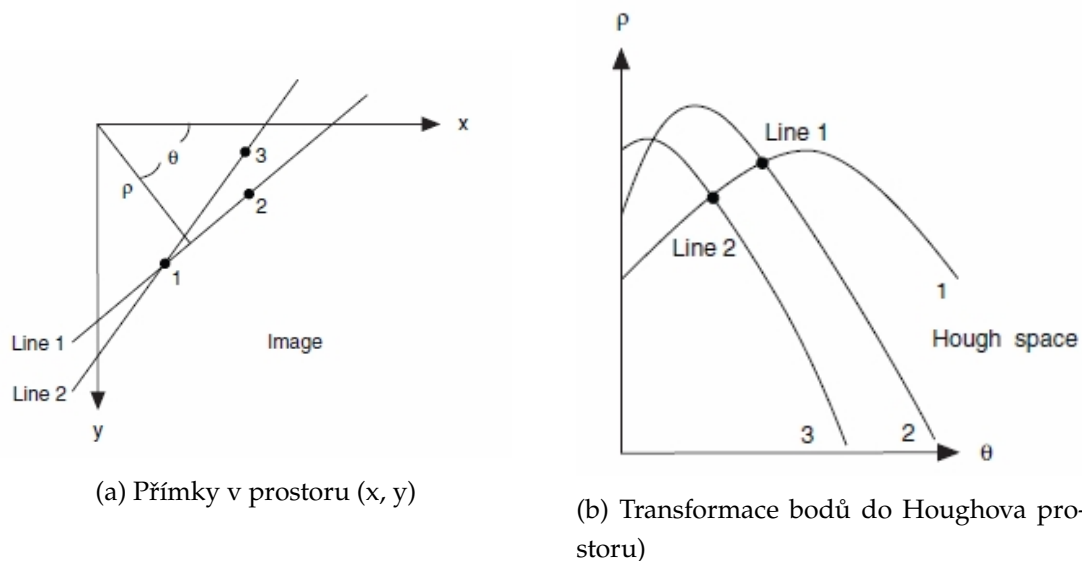 x
θ
ρ
3
2
1
Line 1
Image
Line 2
y
(a) Přímky v prostoru (x, y)
ρ
Line 1
Line 2
1
Hough space
3
2
θ
(b) Transformace bodů do Houghova pro-
storu)